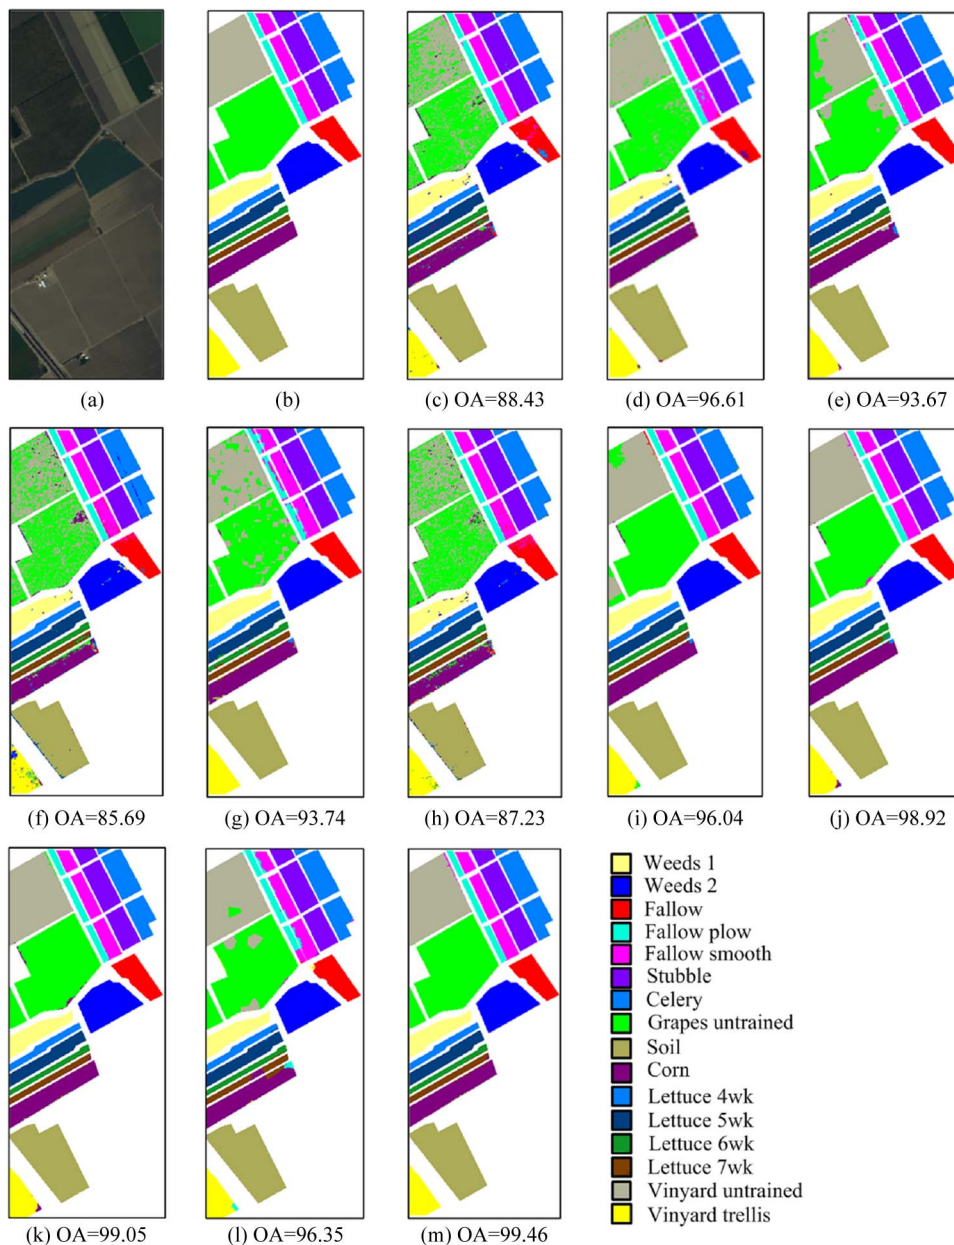 (a)
(b)
(c) OA=88.43
(d) OA=96.61
(e) OA=93.67
(f) OA=85.69
(g) OA=93.74
(h) OA=87.23
(i) OA=96.04
(j) OA=98.92
(k) OA=99.05
(l) OA=96.35
(m) OA=99.46
Weeds 1
Weeds 2
Fallow
Fallow plow
Fallow smooth
Stubble
Celery
Grapes untrained
Soil
Corn
Lettuce 4wk
Lettuce 5wk
Lettuce 6wk
Lettuce 7wk
Vinyard untrained
Vinyard trellis